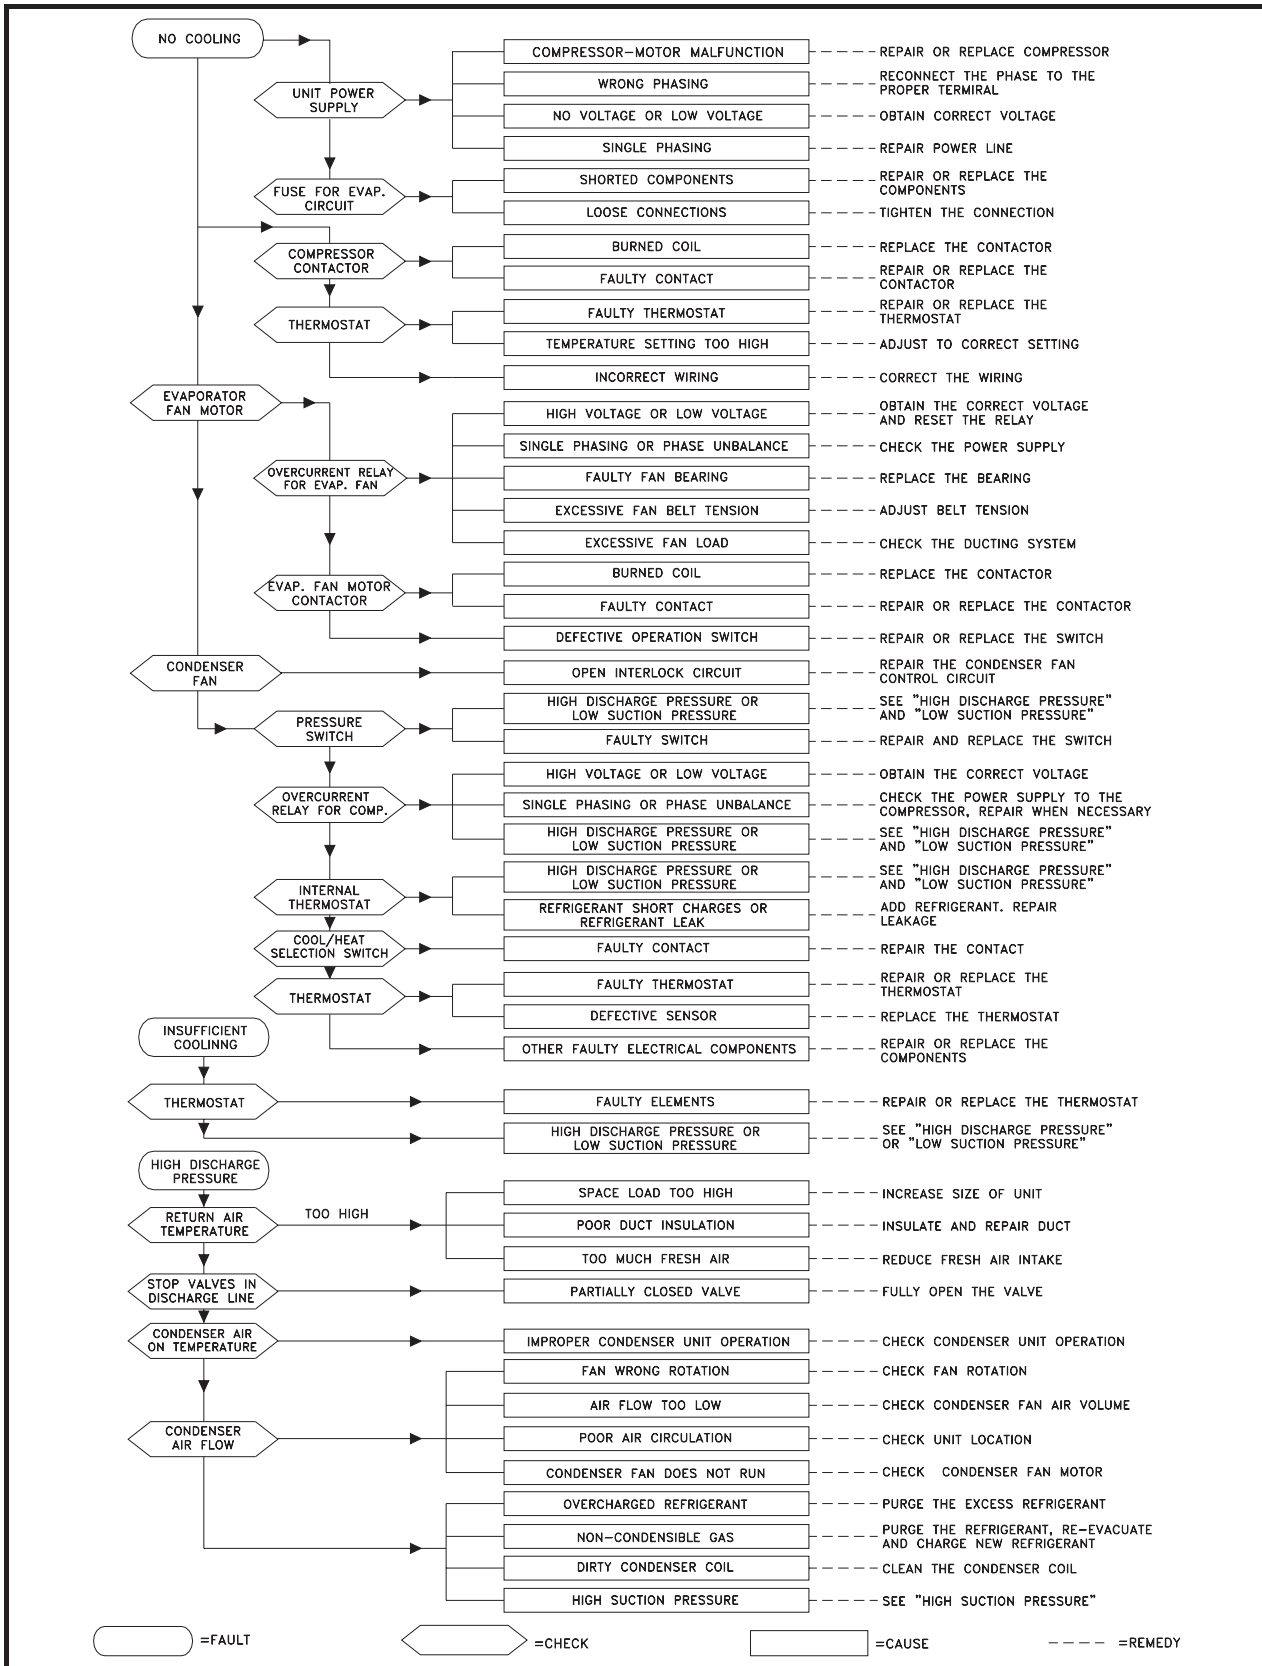 NO COOLING
COMPRESSOR-MOTOR MALFUNCTION
REPAIR OR REPLACE COMPRESSOR
UNIT POWER
SUPPLY
WRONG PHASING
RECONNECT THE PHASE TO THE
PROPER TERMIRAL
NO VOLTAGE OR LOW VOLTAGE
OBTAIN CORRECT VOLTAGE
SINGLE PHASING
REPAIR POWER LINE
FUSE FOR EVAP.
CIRCUIT
SHORTED COMPONENTS
REPAIR OR REPLACE THE
COMPONENTS
LOOSE CONNECTIONS
TIGHTEN THE CONNECTION
COMPRESSOR
CONTACTOR
BURNED COIL
REPLACE THE CONTACTOR
FAULTY CONTACT
REPAIR OR REPLACE THE
CONTACTOR
THERMOSTAT
FAULTY THERMOSTAT
REPAIR OR REPLACE THE
THERMOSTAT
TEMPERATURE SETTING TOO HIGH
ADJUST TO CORRECT SETTING
INCORRECT WIRING
CORRECT THE WIRING
EVAPORATOR
FAN MOTOR
HIGH VOLTAGE OR LOW VOLTAGE
OBTAIN THE CORRECT VOLTAGE
AND RESET THE RELAY
SINGLE PHASING OR PHASE UNBALANCE
CHECK THE POWER SUPPLY
OVERCURRENT RELAY
FOR EVAP. FAN
FAULTY FAN BEARING
REPLACE THE BEARING
EXCESSIVE FAN BELT TENSION
ADJUST BELT TENSION
EXCESSIVE FAN LOAD
CHECK THE DUCTING SYSTEM
EVAP. FAN MOTOR
CONTACTOR
BURNED COIL
REPLACE THE CONTACTOR
FAULTY CONTACT
REPAIR OR REPLACE THE CONTACTOR
DEFECTIVE OPERATION SWITCH
REPAIR OR REPLACE THE SWITCH
CONDENSER
FAN
OPEN INTERLOCK CIRCUIT
REPAIR THE CONDENSER FAN
CONTROL CIRCUIT
PRESSURE
SWITCH
HIGH DISCHARGE PRESSURE OR
LOW SUCTION PRESSURE
SEE "HIGH DISCHARGE PRESSURE"
AND "LOW SUCTION PRESSURE"
FAULTY SWITCH
REPAIR AND REPLACE THE SWITCH
HIGH VOLTAGE OR LOW VOLTAGE
OBTAIN THE CORRECT VOLTAGE
OVERCURRENT
RELAY FOR COMP.
SINGLE PHASING OR PHASE UNBALANCE
CHECK THE POWER SUPPLY TO THE
COMPRESSOR, REPAIR WHEN NECESSARY
HIGH DISCHARGE PRESSURE OR
LOW SUCTION PRESSURE
SEE "HIGH DISCHARGE PRESSURE"
AND "LOW SUCTION PRESSURE"
INTERNAL
THERMOSTAT
HIGH DISCHARGE PRESSURE OR
LOW SUCTION PRESSURE
SEE "HIGH DISCHARGE PRESSURE"
AND "LOW SUCTION PRESSURE"
REFRIGERANT SHORT CHARGES OR
REFRIGERANT LEAK
ADD REFRIGERANT. REPAIR
LEAKAGE
COOL/HEAT
SELECTION SWITCH
FAULTY CONTACT
REPAIR THE CONTACT
THERMOSTAT
FAULTY THERMOSTAT
REPAIR OR REPLACE THE
THERMOSTAT
DEFECTIVE SENSOR
REPLACE THE THERMOSTAT
OTHER FAULTY ELECTRICAL COMPONENTS
REPAIR OR REPLACE THE
COMPONENTS
INSUFFICIENT
COOLINNG
THERMOSTAT
FAULTY ELEMENTS
REPAIR OR REPLACE THE THERMOSTAT
HIGH DISCHARGE PRESSURE OR
LOW SUCTION PRESSURE
SEE "HIGH DISCHARGE PRESSURE"
OR "LOW SUCTION PRESSURE"
HIGH DISCHARGE
PRESSURE
RETURN AIR
TEMPERATURE
TOO HIGH
SPACE LOAD TOO HIGH
INCREASE SIZE OF UNIT
POOR DUCT INSULATION
INSULATE AND REPAIR DUCT
TOO MUCH FRESH AIR
REDUCE FRESH AIR INTAKE
STOP VALVES IN
DISCHARGE LINE
PARTIALLY CLOSED VALVE
FULLY OPEN THE VALVE
CONDENSER AIR
ON TEMPERATURE
IMPROPER CONDENSER UNIT OPERATION
CHECK CONDENSER UNIT OPERATION
FAN WRONG ROTATION
CHECK FAN ROTATION
AIR FLOW TOO LOW
CHECK CONDENSER FAN AIR VOLUME
CONDENSER
AIR FLOW
POOR AIR CIRCULATION
CHECK UNIT LOCATION
CONDENSER FAN DOES NOT RUN
CHECK CONDENSER FAN MOTOR
OVERCHARGED REFRIGERANT
PURGE THE EXCESS REFRIGERANT
NON-CONDENSIBLE GAS
PURGE THE REFRIGERANT, RE-EVACUATE
AND CHARGE NEW REFRIGERANT
DIRTY CONDENSER COIL
CLEAN THE CONDENSER COIL
HIGH SUCTION PRESSURE
SEE "HIGH SUCTION PRESSURE"
=FAULT
=CHECK
=CAUSE
=REMEDY